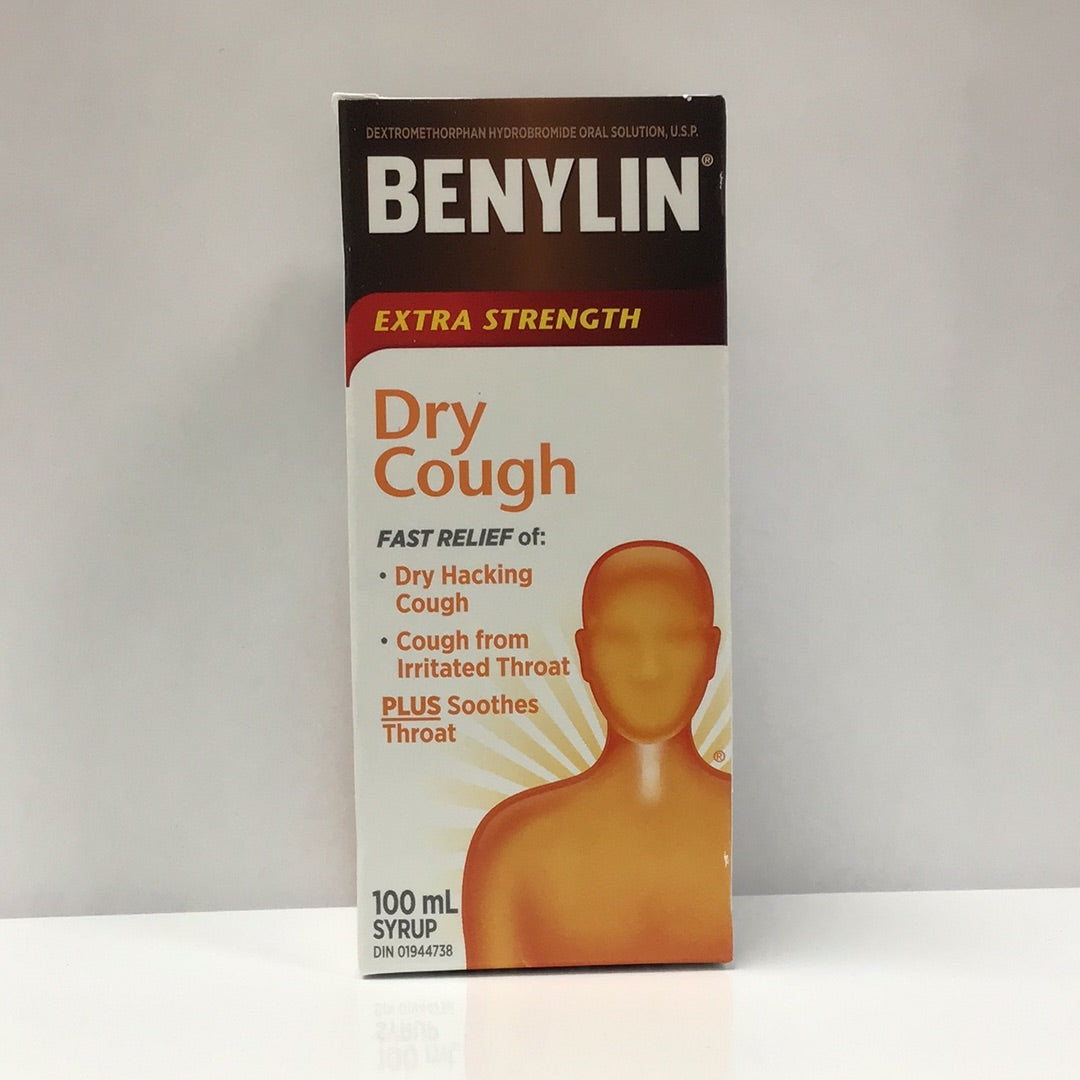 DEXTROMETHORPHAN HYDROBROMIDE ORAL SOLUTION, U.S.P.
BENYLIN®
EXTRA STRENGTH
Dry
Cough
FAST RELIEF of:
• Dry Hacking
Cough
• Cough from
Irritated Throat
PLUS Soothes
Throat
®
100 mL
SYRUP
DIN 01944738